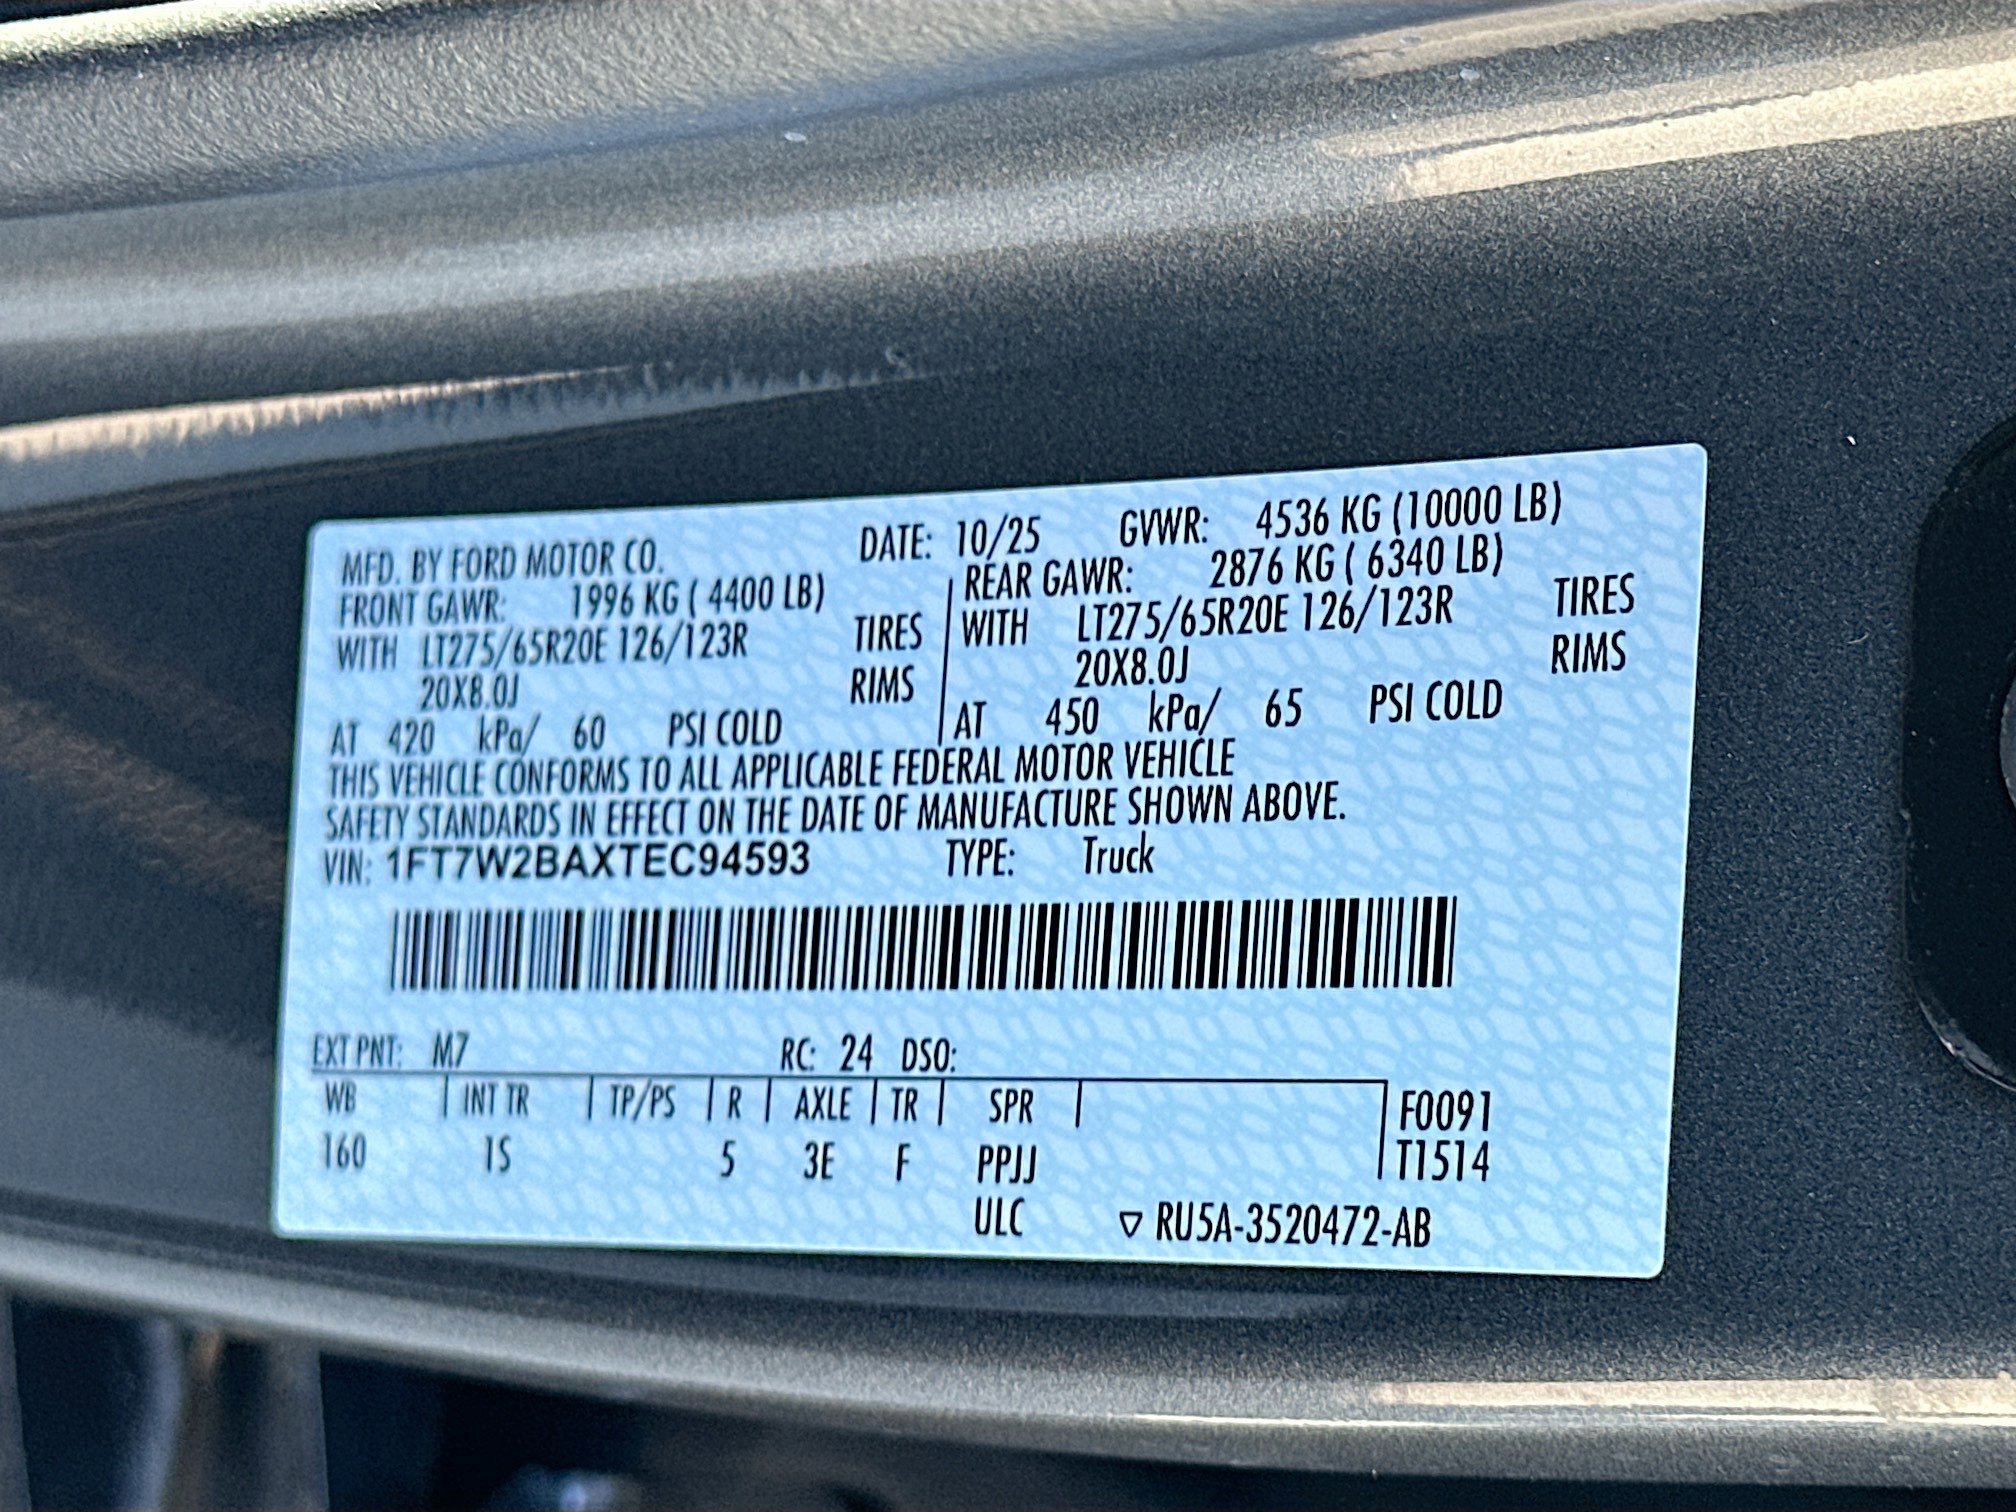 MFD. BY FORD MOTOR CO. DATE: 10/25 GVWR: 4536 KG (10000 LB)
FRONT GAWR: 1996 KG ( 4400 LB) REAR GAWR: 2876 KG ( 6340 LB)
WITH LT275/65R20E 126/123R TIRES WITH LT275/65R20E 126/123R TIRES
20X8.0J RIMS 20X8.0J RIMS
AT 420 kPa/ 60 PSI COLD AT 450 kPa/ 65 PSI COLD
THIS VEHICLE CONFORMS TO ALL APPLICABLE FEDERAL MOTOR VEHICLE
SAFETY STANDARDS IN EFFECT ON THE DATE OF MANUFACTURE SHOWN ABOVE.
VIN: 1FT7W2BAXTEC94593 TYPE: Truck
EXT PNT: M7 RC: 24 DSO:
WB INT TR TP/PS R AXLE TR SPR F0091
160 1S 5 3E F PPJJ T1514
ULC ▽ RU5A-3520472-AB